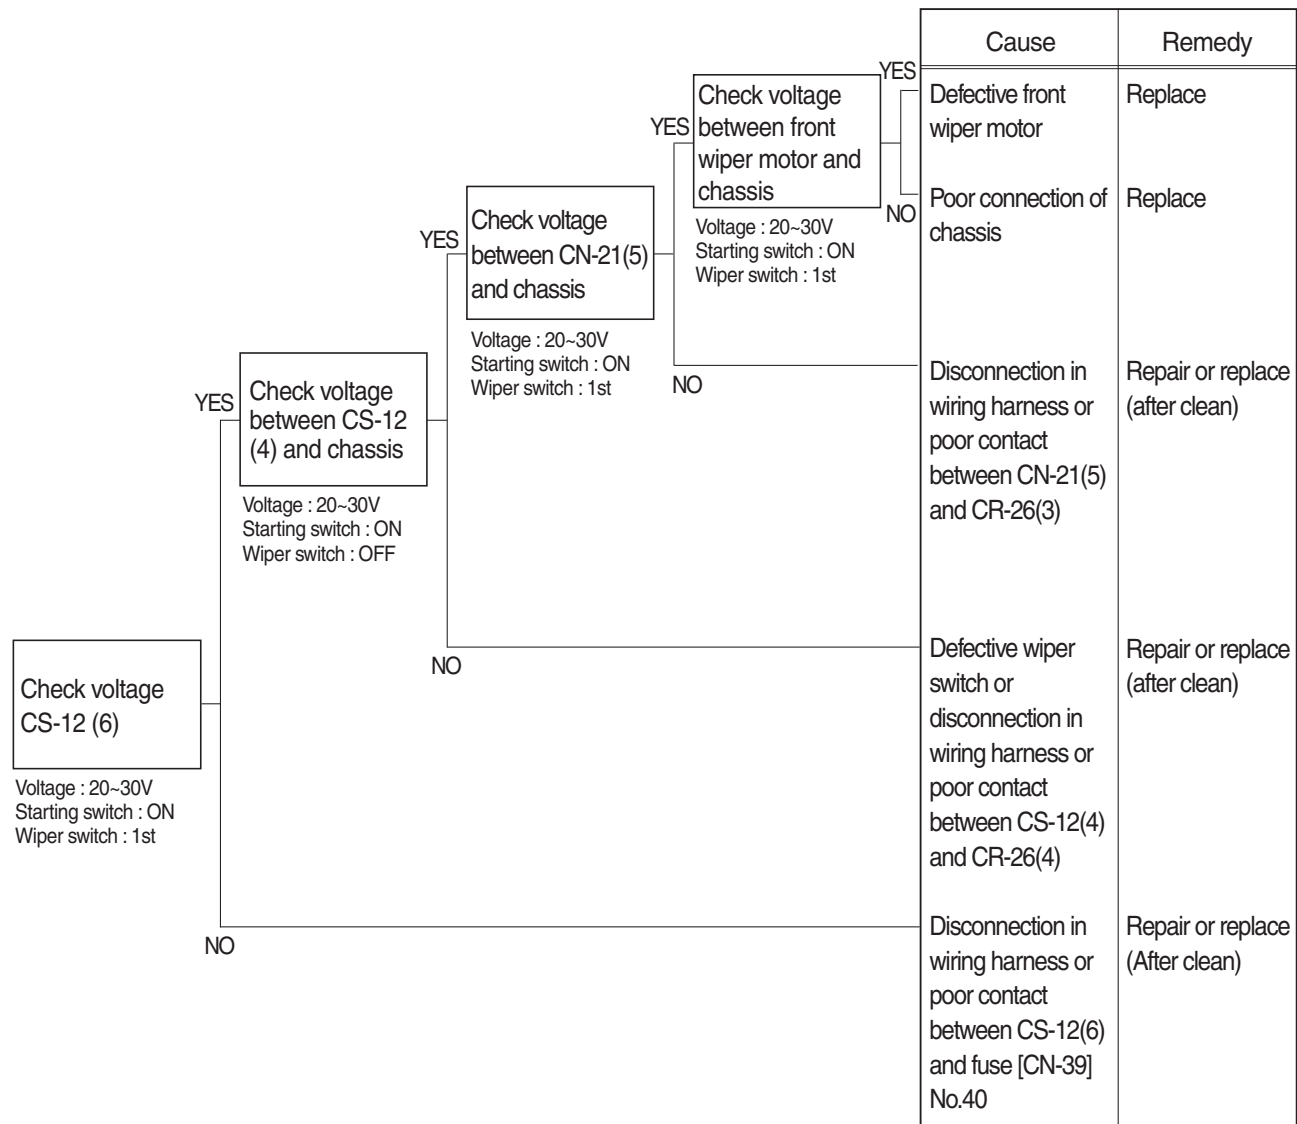 Cause
Remedy
YES
Check voltage
between front
wiper motor and
chassis
Defective front
wiper motor
Replace
YES
NO
Poor connection of
chassis
Replace
Voltage : 20~30V
Starting switch : ON
Wiper switch : 1st
YES
Check voltage
between CN-21(5)
and chassis
Voltage : 20~30V
Starting switch : ON
Wiper switch : 1st
NO
Disconnection in
wiring harness or
poor contact
between CN-21(5)
and CR-26(3)
Repair or replace
(after clean)
YES
Check voltage
between CS-12
(4) and chassis
Voltage : 20~30V
Starting switch : ON
Wiper switch : OFF
NO
Defective wiper
switch or
disconnection in
wiring harness or
poor contact
between CS-12(4)
and CR-26(4)
Repair or replace
(after clean)
Check voltage
CS-12 (6)
Voltage : 20~30V
Starting switch : ON
Wiper switch : 1st
NO
Disconnection in
wiring harness or
poor contact
between CS-12(6)
and fuse [CN-39]
No.40
Repair or replace
(After clean)